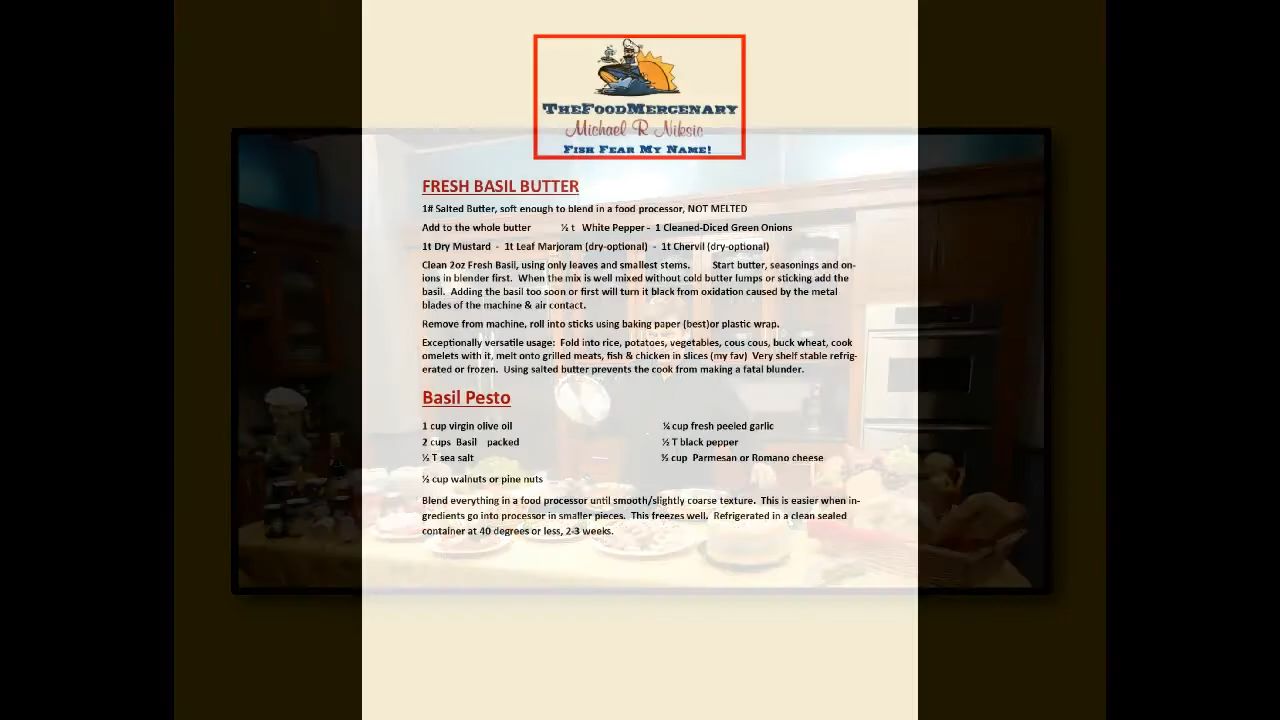 THEFOODMERCENARY
Michael R Niksic
FISH FEAR MY NAME!
FRESH BASIL BUTTER
1# Salted Butter, soft enough to blend in a food processor, NOT MELTED
Add to the whole butter ½ t White Pepper - 1 Cleaned-Diced Green Onions
1t Dry Mustard - 1t Leaf Marjoram (dry-optional) - 1t Chervil (dry-optional)
Clean 2oz Fresh Basil, using only leaves and smallest stems. Start butter, seasonings and on-
ions in blender first. When the mix is well mixed without cold butter lumps or sticking add the
basil. Adding the basil too soon or first will turn it black from oxidation caused by the metal
blades of the machine & air contact.
Remove from machine, roll into sticks using baking paper (best)or plastic wrap.
Exceptionally versatile usage: Fold into rice, potatoes, vegetables, cous cous, buck wheat, cook
omelets with it, melt onto grilled meats, fish & chicken in slices (my fav) Very shelf stable refrig-
erated or frozen. Using salted butter prevents the cook from making a fatal blunder.
Basil Pesto
1 cup virgin olive oil ¼ cup fresh peeled garlic
2 cups Basil packed ½ T black pepper
½ T sea salt ½ cup Parmesan or Romano cheese
½ cup walnuts or pine nuts
Blend everything in a food processor until smooth/slightly coarse texture. This is easier when in-
gredients go into processor in smaller pieces. This freezes well. Refrigerated in a clean sealed
container at 40 degrees or less, 2-3 weeks.